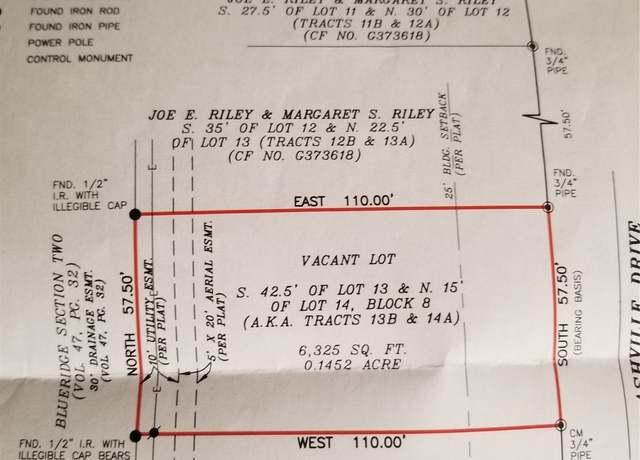 JOE E. RILEY & MARGARET S. RILEY
S. 27.5' OF LOT 11 & N. 30' OF LOT 12
(TRACTS 11B & 12A)
(CF NO. G373618)
FOUND IRON ROD
FOUND IRON PIPE
POWER POLE
CONTROL MONUMENT
FND.
3/4"
PIPE
57.50'
JOE E. RILEY & MARGARET S. RILEY
S. 35' OF LOT 12 & N. 22.5'
OF LOT 13 (TRACTS 12B & 13A)
(CF NO. G373618)
25' BLDG. SETBACK
(PER PLAT)
E
FND. 1/2"
I.R. WITH
ILLEGIBLE CAP
FND.
3/4"
PIPE
EAST 110.00'
BLUERIDGE SECTION TWO
(VOL. 47, PG. 32)
30' DRAINAGE ESMT.
(VOL. 47, PG. 32)
NORTH 57.50'
10' UTILITY ESMT.
(PER PLAT)
E
5' X 20' AERIAL ESMT.
(PER PLAT)
VACANT LOT
S. 42.5' OF LOT 13 & N. 15'
OF LOT 14, BLOCK 8
(A.K.A. TRACTS 13B & 14A)
6,325 SQ. FT.
0.1452 ACRE
SOUTH 57.50'
(BEARING BASIS)
ASHVILLE DRIVE
E
WEST 110.00'
FND. 1/2" I.R. WITH
ILLEGIBLE CAP BEARS
CM
3/4"
PIPE